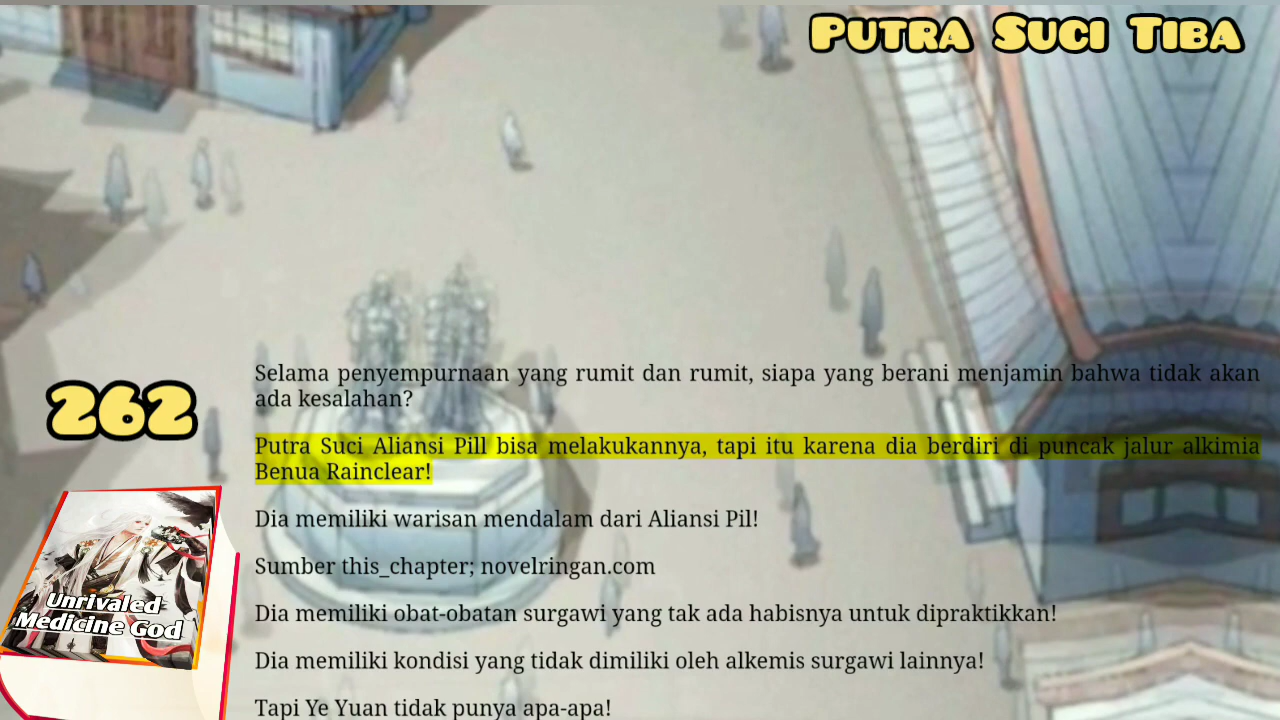 Putra Suci Tiba
Selama penyempurnaan yang rumit dan rumit, siapa yang berani menjamin bahwa tidak akan
ada kesalahan?
262
Putra Suci Aliansi Pill bisa melakukannya, tapi itu karena dia berdiri di puncak jalur alkimia
Benua Rainclear!
Dia memiliki warisan mendalam dari Aliansi Pil!
Sumber this_chapter; novelringan.com
Dia memiliki obat-obatan surgawi yang tak ada habisnya untuk dipraktikkan!
Unrivaled
Medicine God
Dia memiliki kondisi yang tidak dimiliki oleh alkemis surgawi lainnya!
Tapi Ye Yuan tidak punya apa-apa!